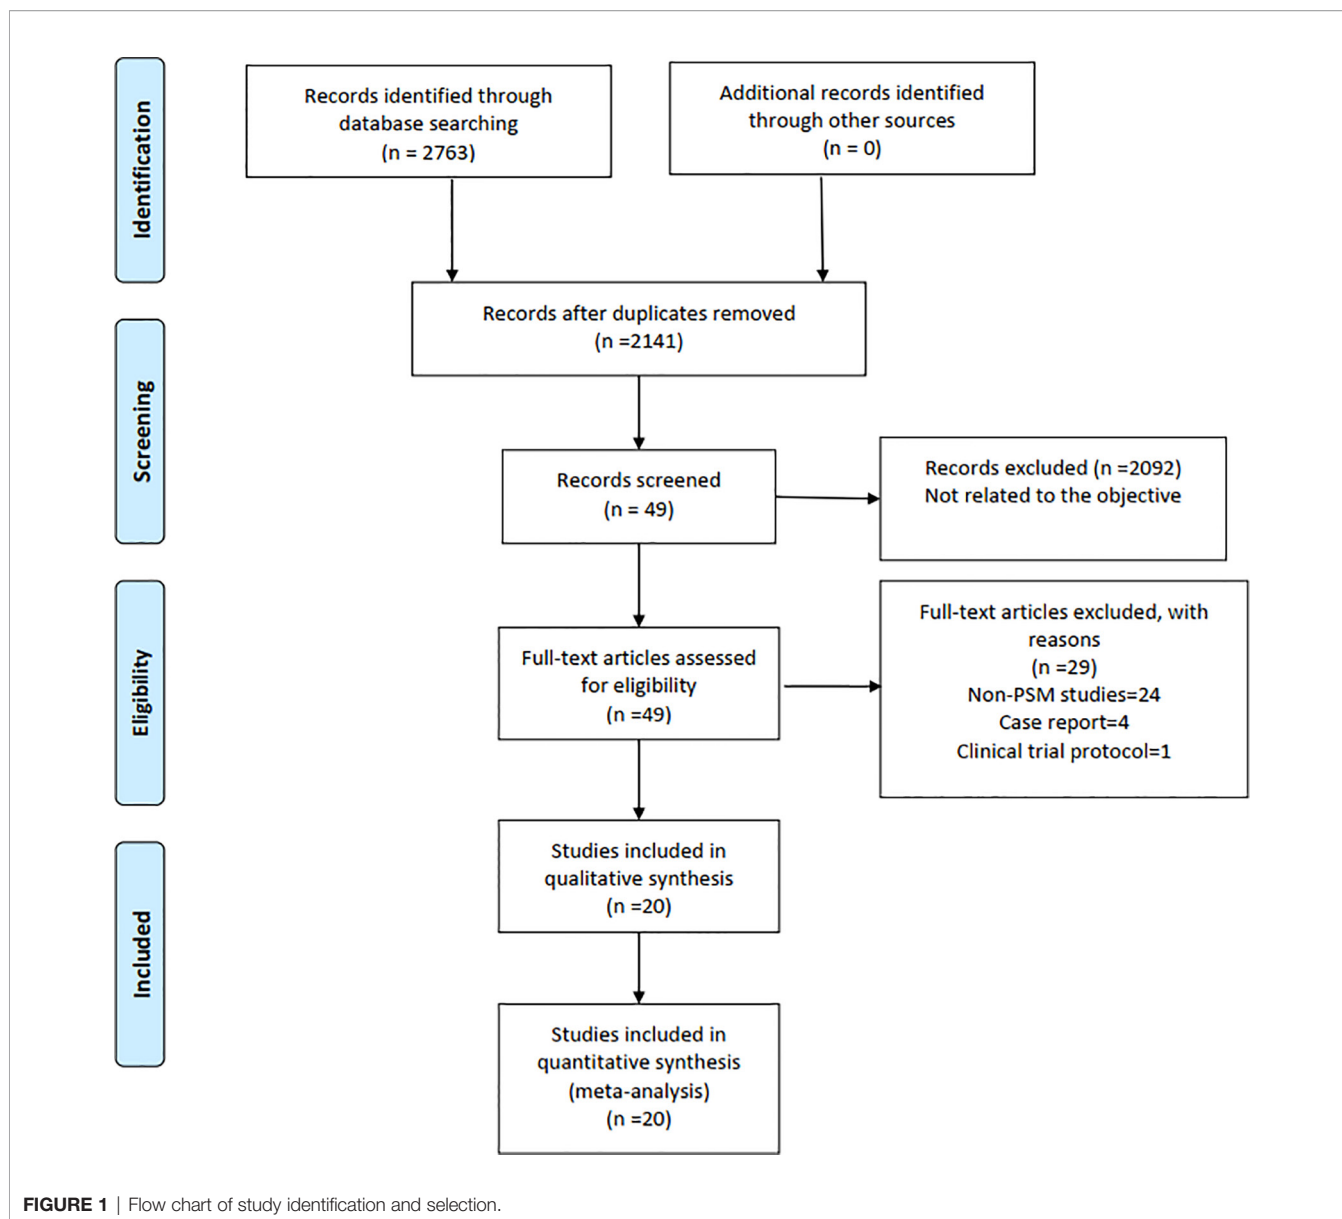 Identification
Records identified through
database searching
(n = 2763)
Additional records identified
through other sources
(n = 0)
Records after duplicates removed
(n =2141)
Screening
Records screened
(n = 49)
Records excluded (n =2092)
Not related to the objective
Eligibility
Full-text articles assessed
for eligibility
(n =49)
Full-text articles excluded, with
reasons
(n =29)
Non-PSM studies=24
Case report=4
Clinical trial protocol=1
Included
Studies included in
qualitative synthesis
(n =20)
Studies included in
quantitative synthesis
(meta-analysis)
(n =20)
FIGURE 1 | Flow chart of study identification and selection.